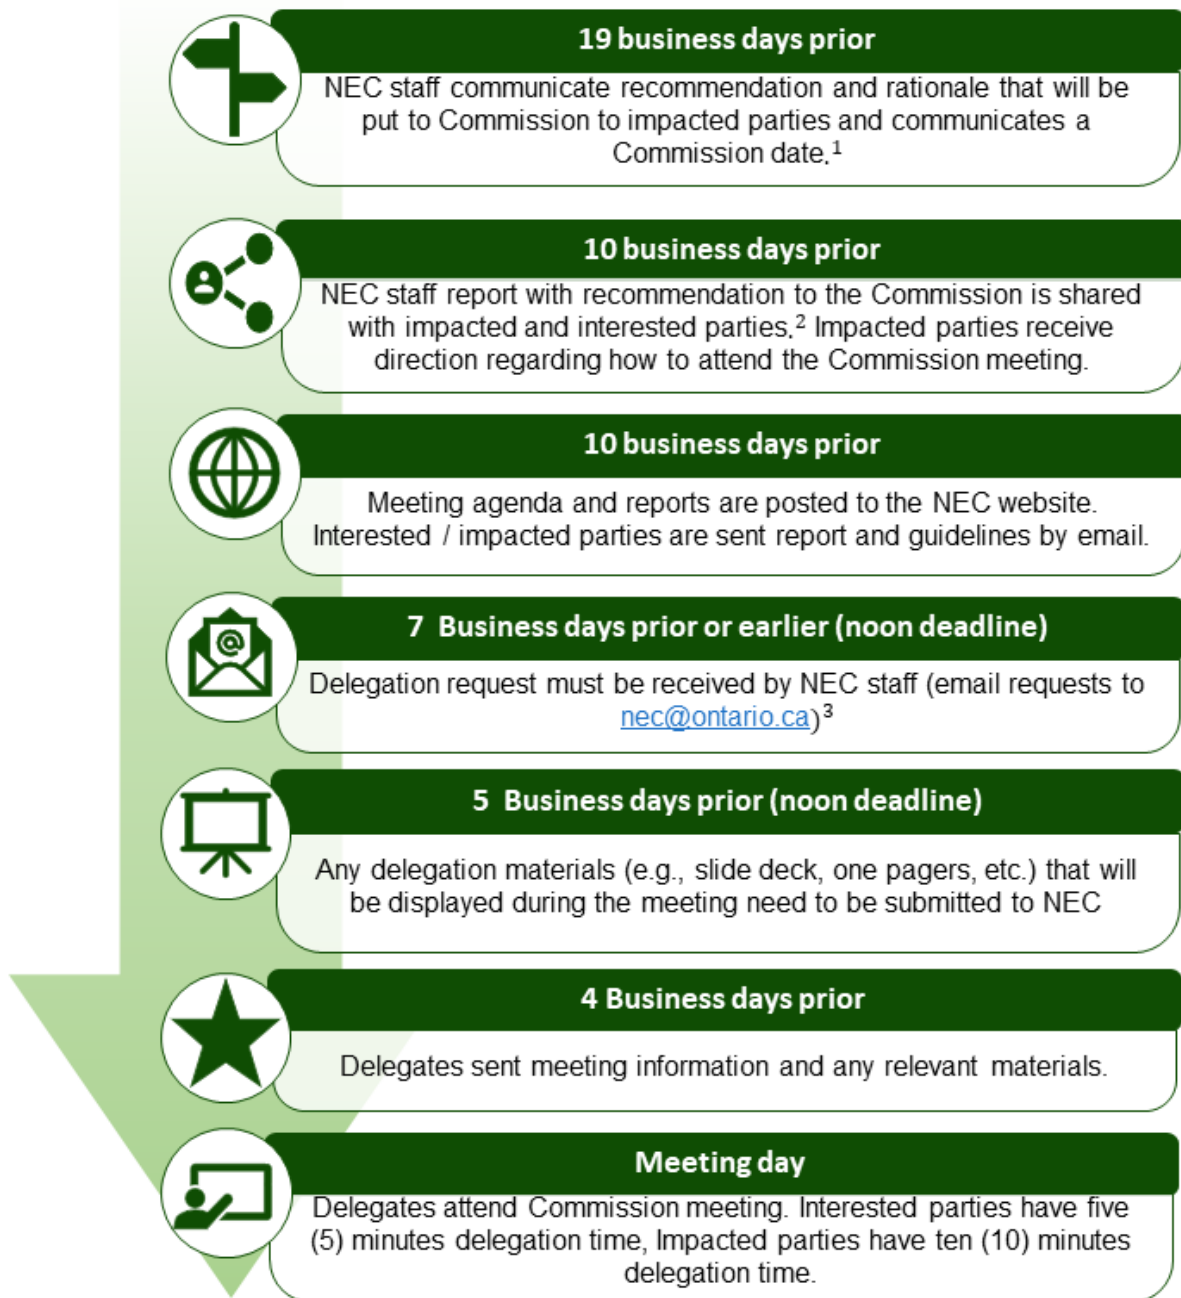 19 business days prior
NEC staff communicate recommendation and rationale that will be
put to Commission to impacted parties and communicates a
Commission date.¹
10 business days prior
NEC staff report with recommendation to the Commission is shared
with impacted and interested parties.² Impacted parties receive
direction regarding how to attend the Commission meeting.
10 business days prior
Meeting agenda and reports are posted to the NEC website.
Interested / impacted parties are sent report and guidelines by email.
@
7 Business days prior or earlier (noon deadline)
Delegation request must be received by NEC staff (email requests to
nec@ontario.ca)³
5 Business days prior (noon deadline)
Any delegation materials (e.g., slide deck, one pagers, etc.) that will
be displayed during the meeting need to be submitted to NEC
4 Business days prior
Delegates sent meeting information and any relevant materials.
Meeting day
Delegates attend Commission meeting. Interested parties have five
(5) minutes delegation time, Impacted parties have ten (10) minutes
delegation time.